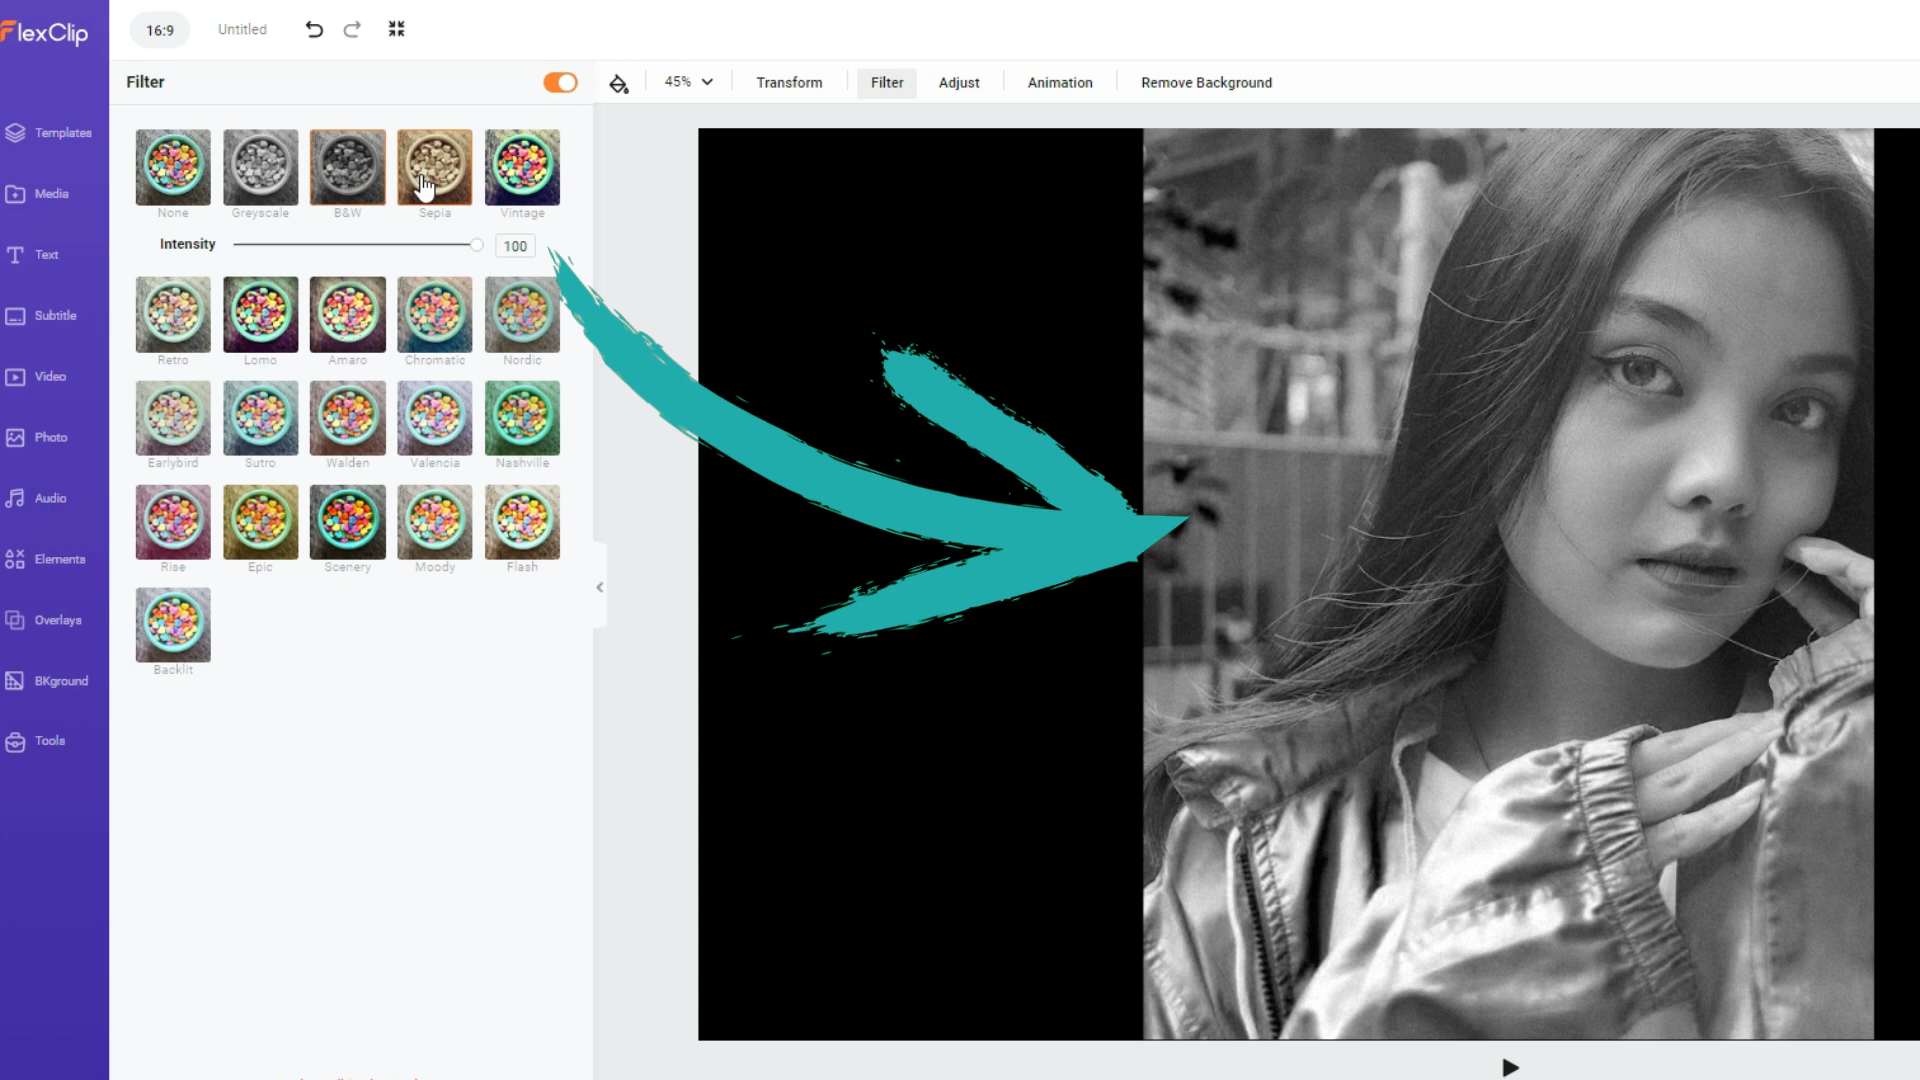 FlexClip
16:9
Untitled
Filter
45%
Transform
Filter
Adjust
Animation
Remove Background
Templates
Media
Text
Subtitle
Video
Photo
Audio
Elements
Overlays
BKground
Tools
None
Greyscale
B&W
Sepia
Vintage
Intensity
100
Retro
Lomo
Amaro
Chromatic
Nordic
Earlybird
Sutro
Walden
Valencia
Nashville
Rise
Epic
Scenery
Moody
Flash
Backlit